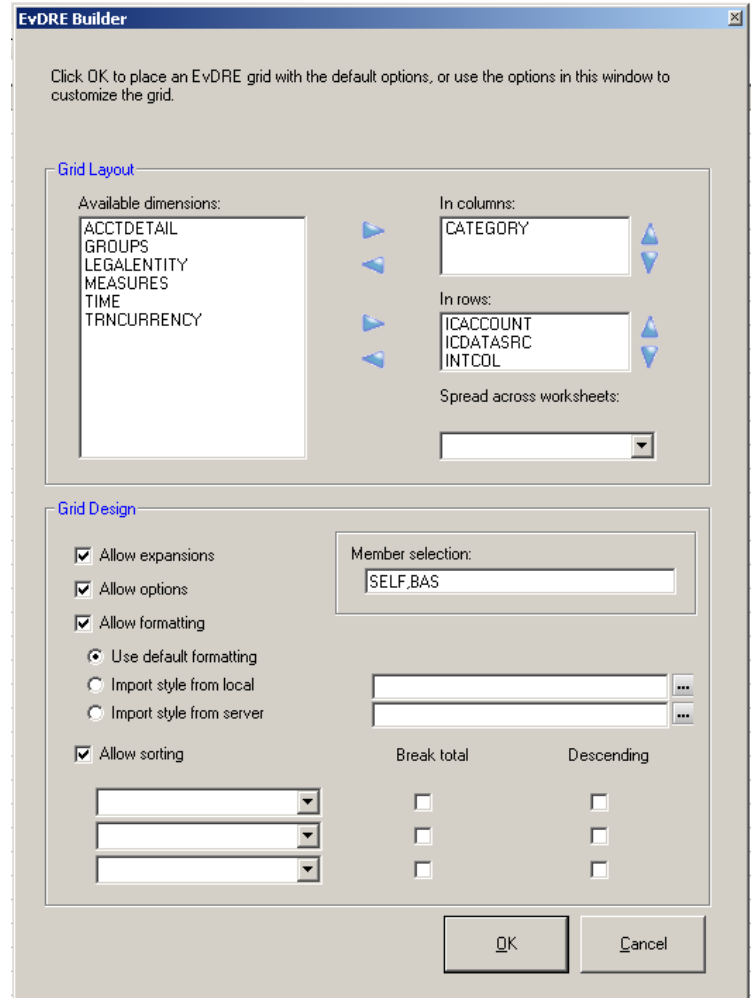 EvDRE Builder
Click OK to place an EvDRE grid with the default options, or use the options in this window to
customize the grid.
Grid Layout
Available dimensions:
ACCTDETAIL
GROUPS
LEGALENTITY
MEASURES
TIME
TRNCURRENCY
In columns:
CATEGORY
In rows:
ICACCOUNT
ICDATASRC
INTCOL
Spread across worksheets:
Grid Design
Allow expansions
Allow options
Allow formatting
Member selection:
SELF,BAS
Use default formatting
Import style from local
...
Import style from server
...
Allow sorting
Break total
Descending
OK
Cancel